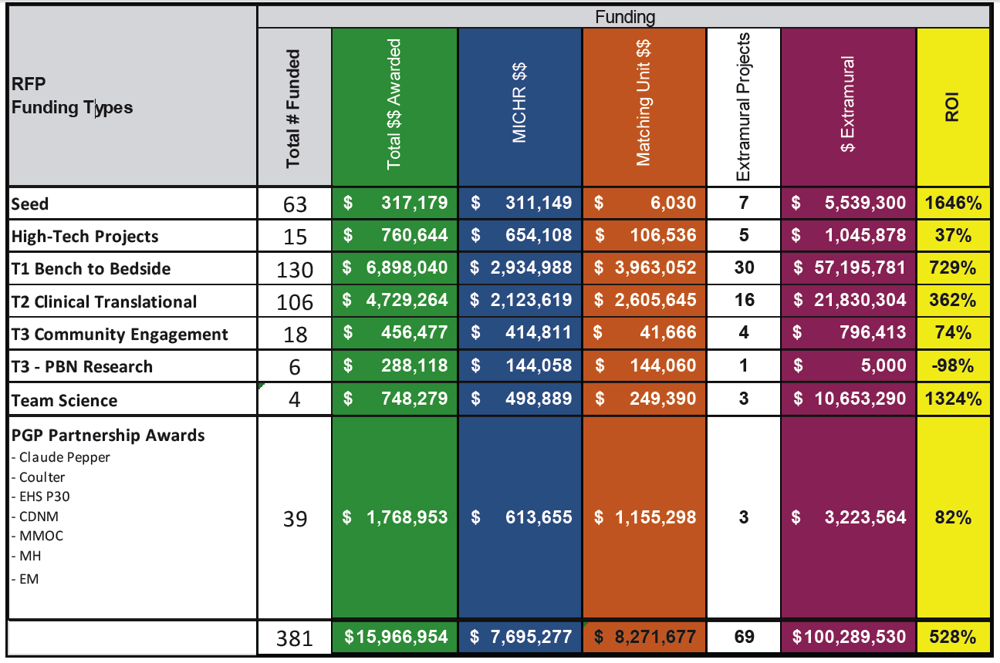 Funding
RFP
Funding Types
Total # Funded
Total $$ Awarded
MICHR $$
Matching Unit $$
Extramural Projects
$ Extramural
ROI
Seed 63 $ 317,179 $ 311,149 $ 6,030 7 $ 5,539,300 1646%
High-Tech Projects 15 $ 760,644 $ 654,108 $ 106,536 5 $ 1,045,878 37%
T1 Bench to Bedside 130 $ 6,898,040 $ 2,934,988 $ 3,963,052 30 $ 57,195,781 729%
T2 Clinical Translational 106 $ 4,729,264 $ 2,123,619 $ 2,605,645 16 $ 21,830,304 362%
T3 Community Engagement 18 $ 456,477 $ 414,811 $ 41,666 4 $ 796,413 74%
T3 - PBN Research 6 $ 288,118 $ 144,058 $ 144,060 1 $ 5,000 -98%
Team Science 4 $ 748,279 $ 498,889 $ 249,390 3 $ 10,653,290 1324%
PGP Partnership Awards
- Claude Pepper
- Coulter
- EHS P30
- CDNM
- MMOC
- MH
- EM
39 $ 1,768,953 $ 613,655 $ 1,155,298 3 $ 3,223,564 82%
381 $15,966,954 $ 7,695,277 $ 8,271,677 69 $100,289,530 528%